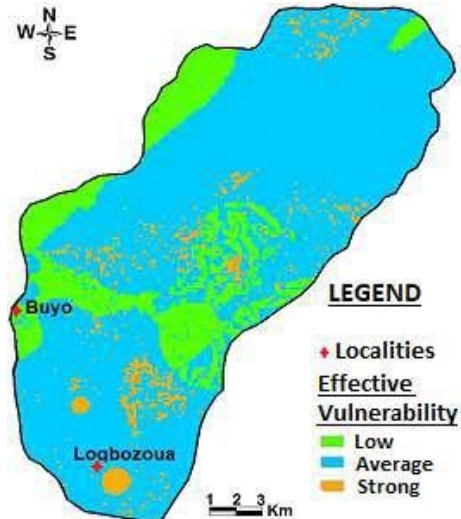 N
W E
S
Buyo
Logbozoua
LEGEND
Localities
Effective
Vulnerability
Low
Average
Strong
1 2 3
Km